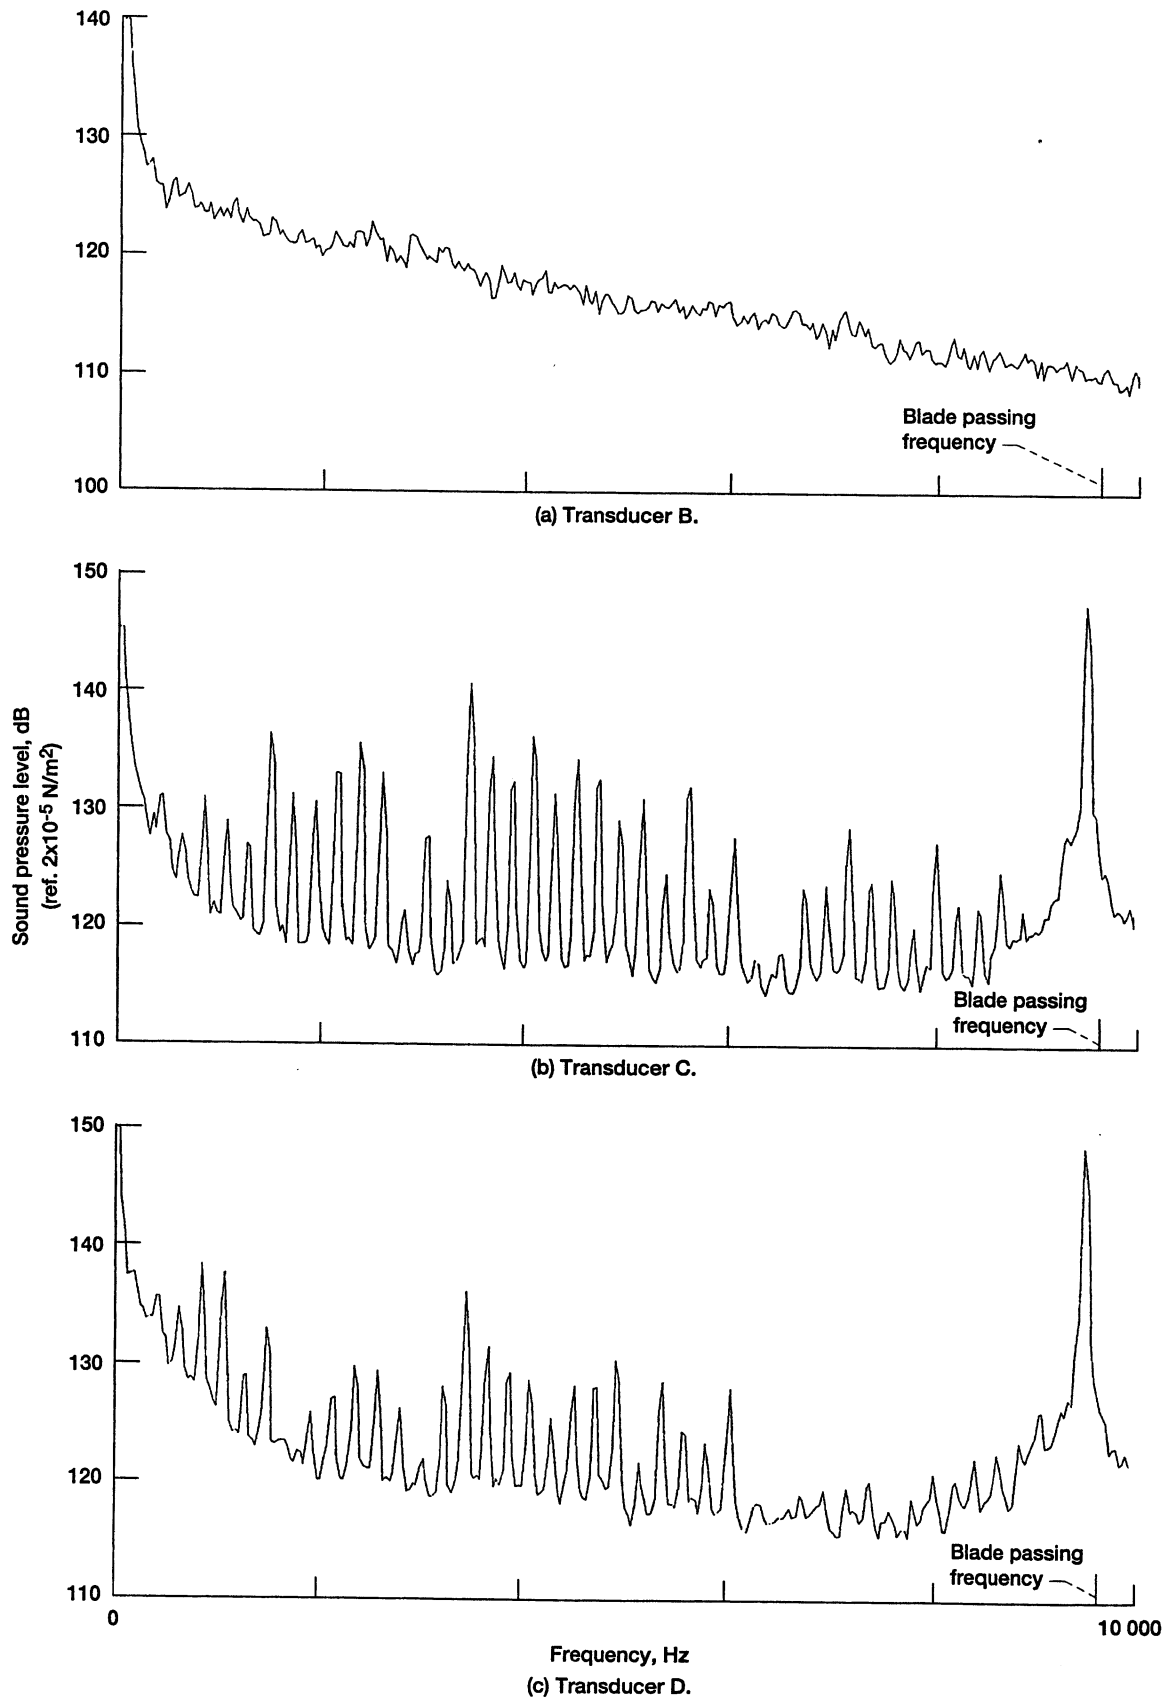 140
130
120
110
100
Blade passing
frequency
(a) Transducer B.
150
140
130
120
110
Blade passing
frequency
(b) Transducer C.
Sound pressure level, dB
(ref. 2x10-5 N/m2)
150
140
130
120
110
Blade passing
frequency
0
10 000
Frequency, Hz
(c) Transducer D.